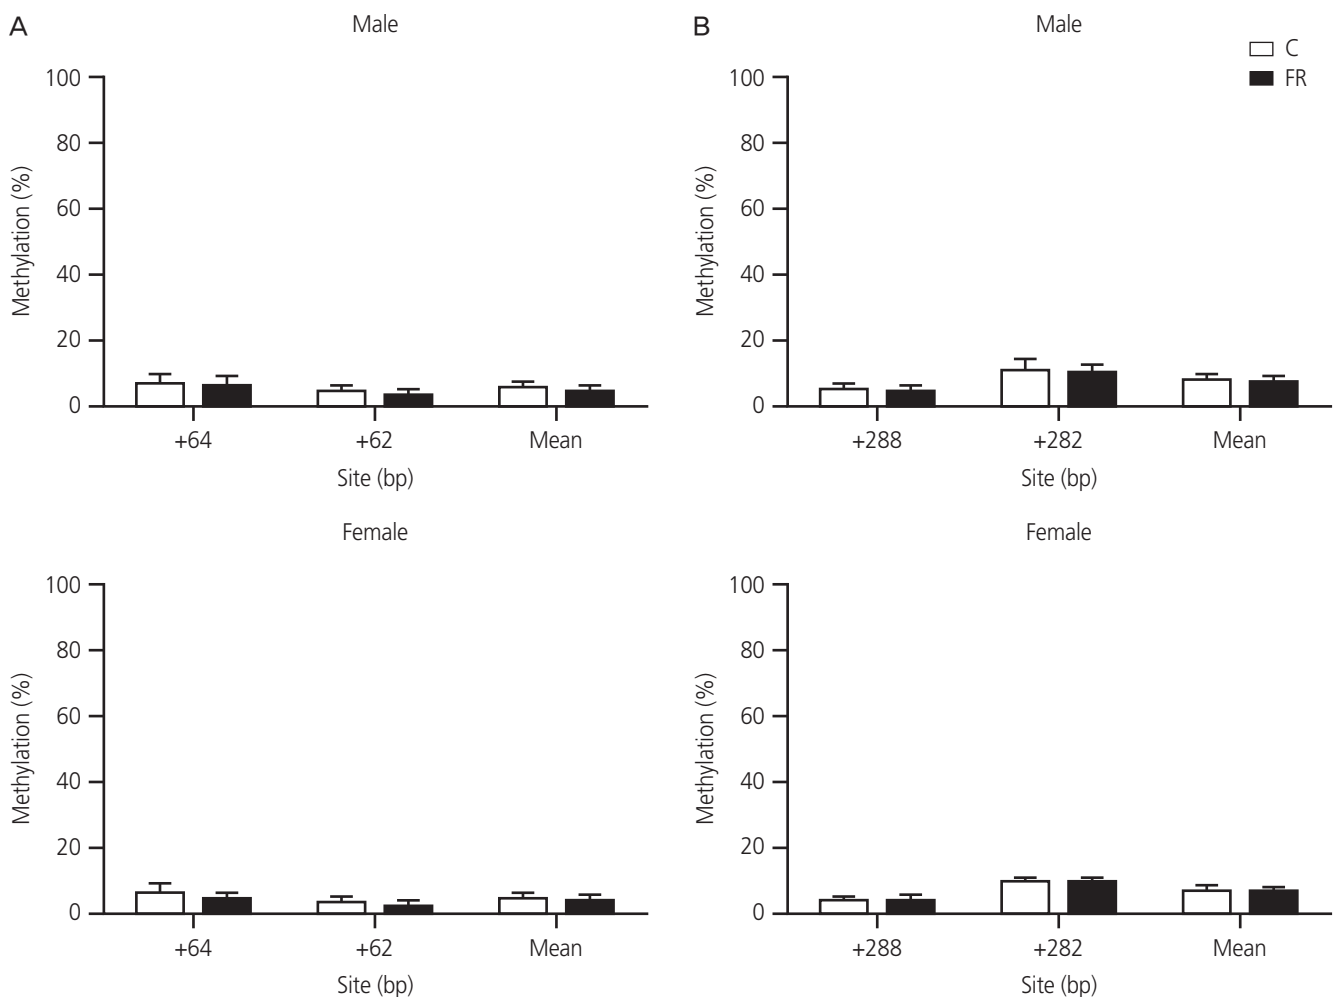 A
Male
Methylation (%)
100
80
60
40
20
0
+64
+62
Mean
Site (bp)
B
Male
C
FR
Methylation (%)
100
80
60
40
20
0
+288
+282
Mean
Site (bp)
Female
Methylation (%)
100
80
60
40
20
0
+64
+62
Mean
Site (bp)
Female
Methylation (%)
100
80
60
40
20
0
+288
+282
Mean
Site (bp)